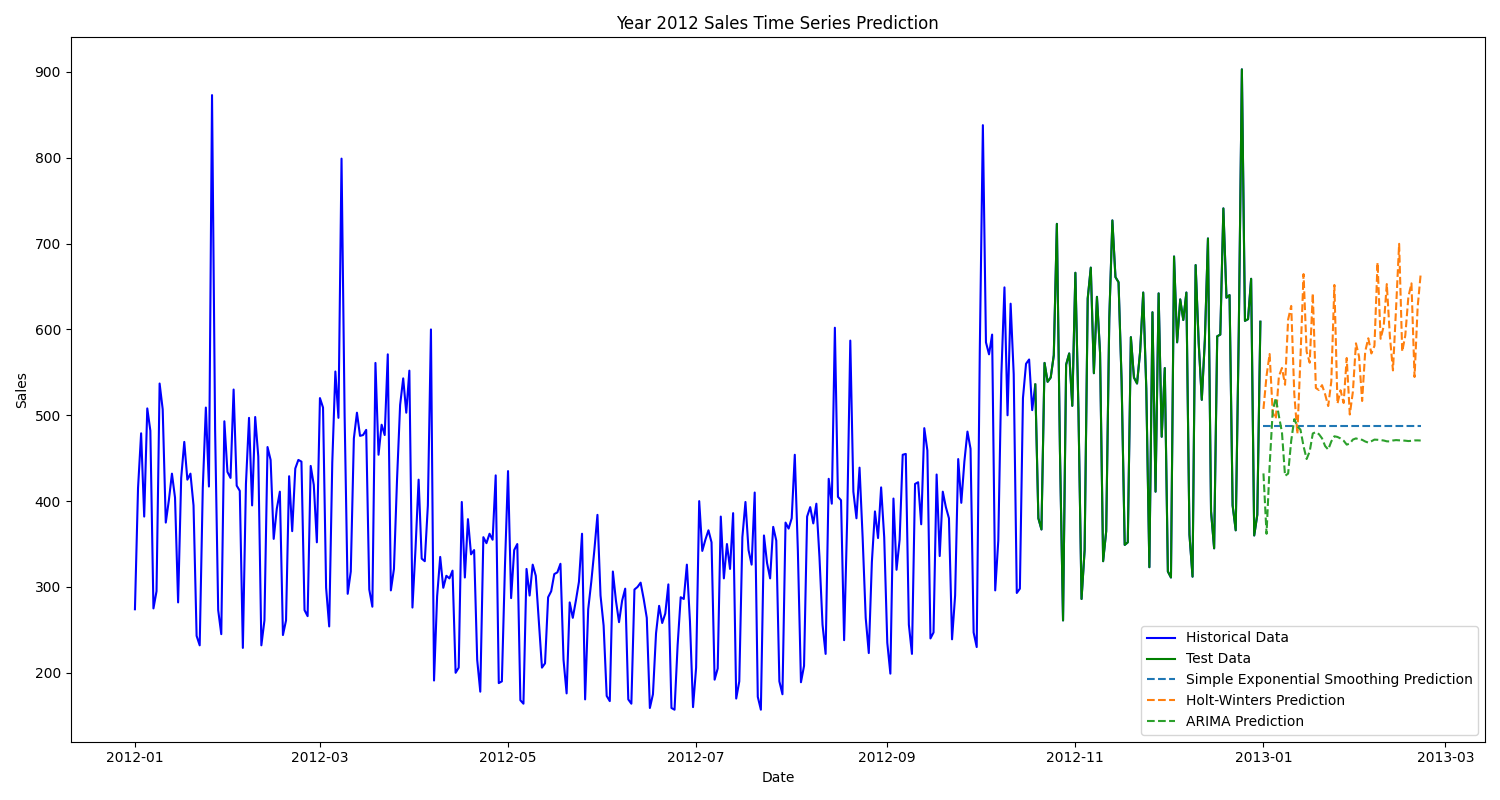 Year 2012 Sales Time Series Prediction
900
800
700
600
500
400
300
200
Sales
2012-01
2012-03
2012-05
2012-07
2012-09
2012-11
2013-01
2013-03
Date
Historical Data
Test Data
Simple Exponential Smoothing Prediction
Holt-Winters Prediction
ARIMA Prediction